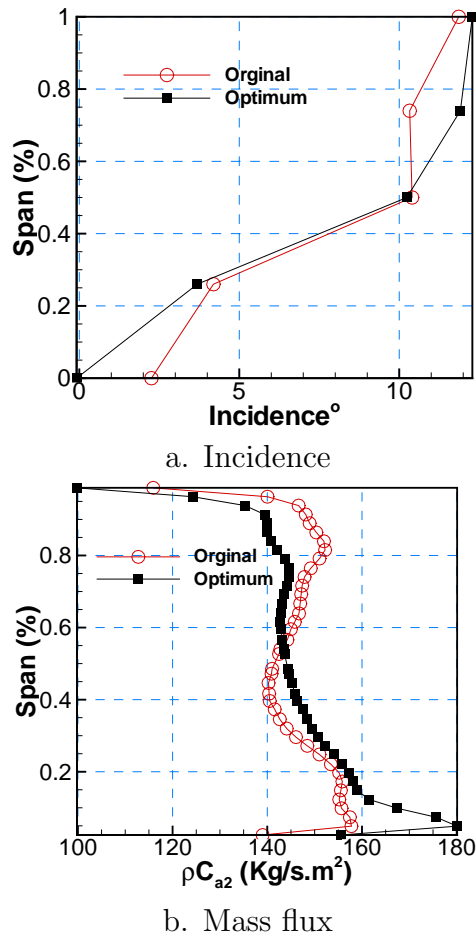 1
0.8
0.6
0.4
0.2
0
Span (%)
Orginal
Optimum
0 5 10
Incidence°
a. Incidence
0.8
0.6
0.4
0.2
Span (%)
Orginal
Optimum
100 120 140 160 180
ρCa2 (Kg/s.m²)
b. Mass flux